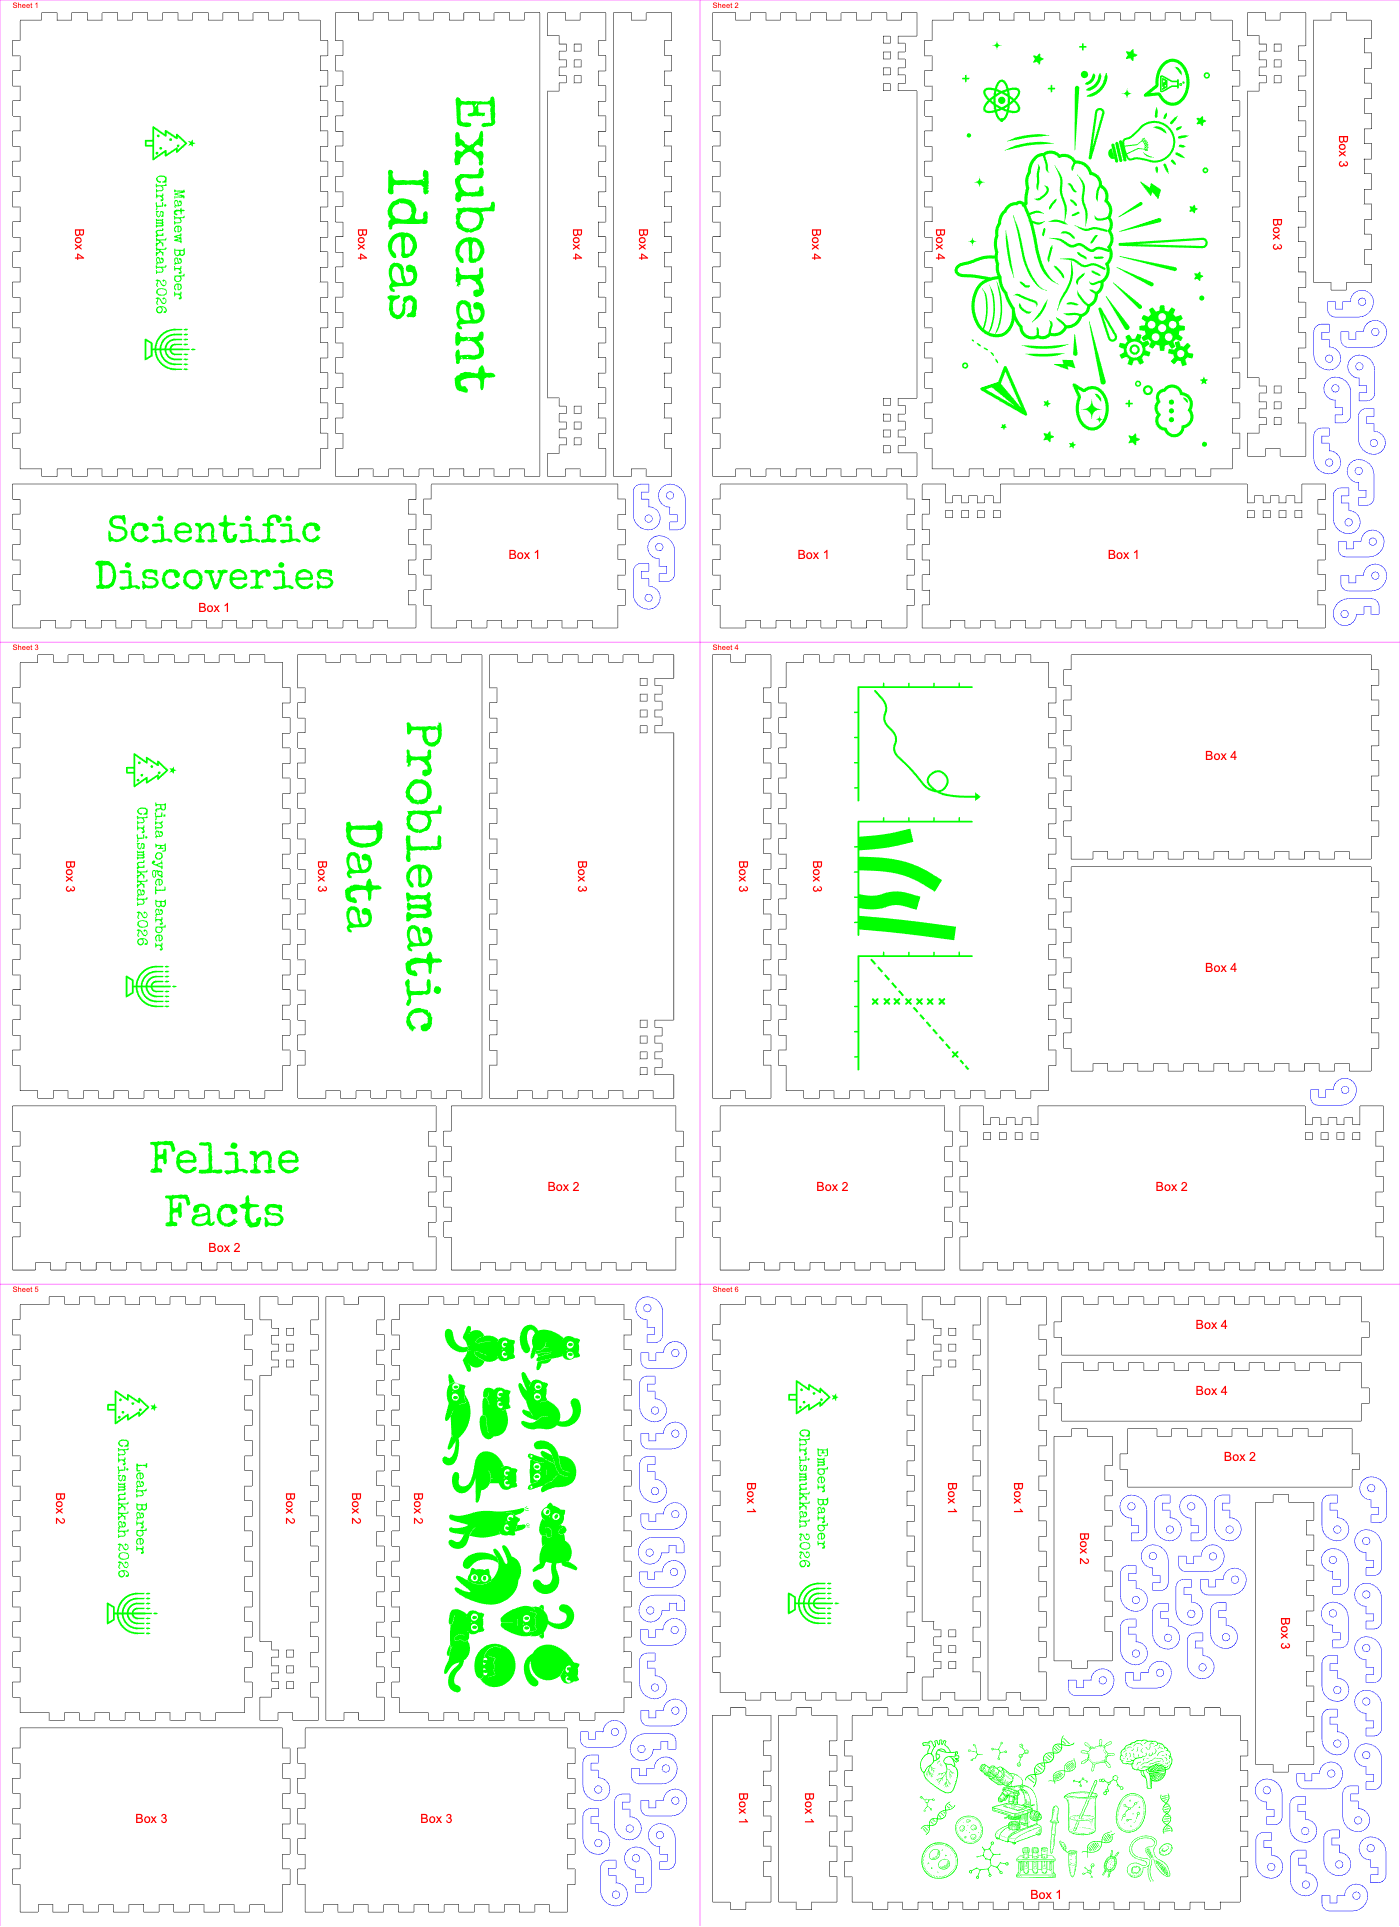 Sheet 1
Mathew Barber
Chrismukkah 2026
Box 4
Exuberant
Ideas
Box 4
Box 4
Box 4
Scientific
Discoveries
Box 1
Box 1
Sheet 2
Box 4
Box 4
Box 3
Box 3
Box 1
Box 1
Sheet 3
Rina Foygel Barber
Chrismukkah 2026
Box 3
Problematic
Data
Box 3
Box 3
Feline
Facts
Box 2
Box 2
Sheet 4
Box 3
Box 3
Box 4
Box 4
Box 2
Box 2
Sheet 5
Leah Barber
Chrismukkah 2026
Box 2
Box 2
Box 2
Box 2
Box 3
Box 3
Sheet 6
Ember Barber
Chrismukkah 2026
Box 1
Box 1
Box 1
Box 4
Box 4
Box 2
Box 2
Box 3
Box 1
Box 1
Box 1